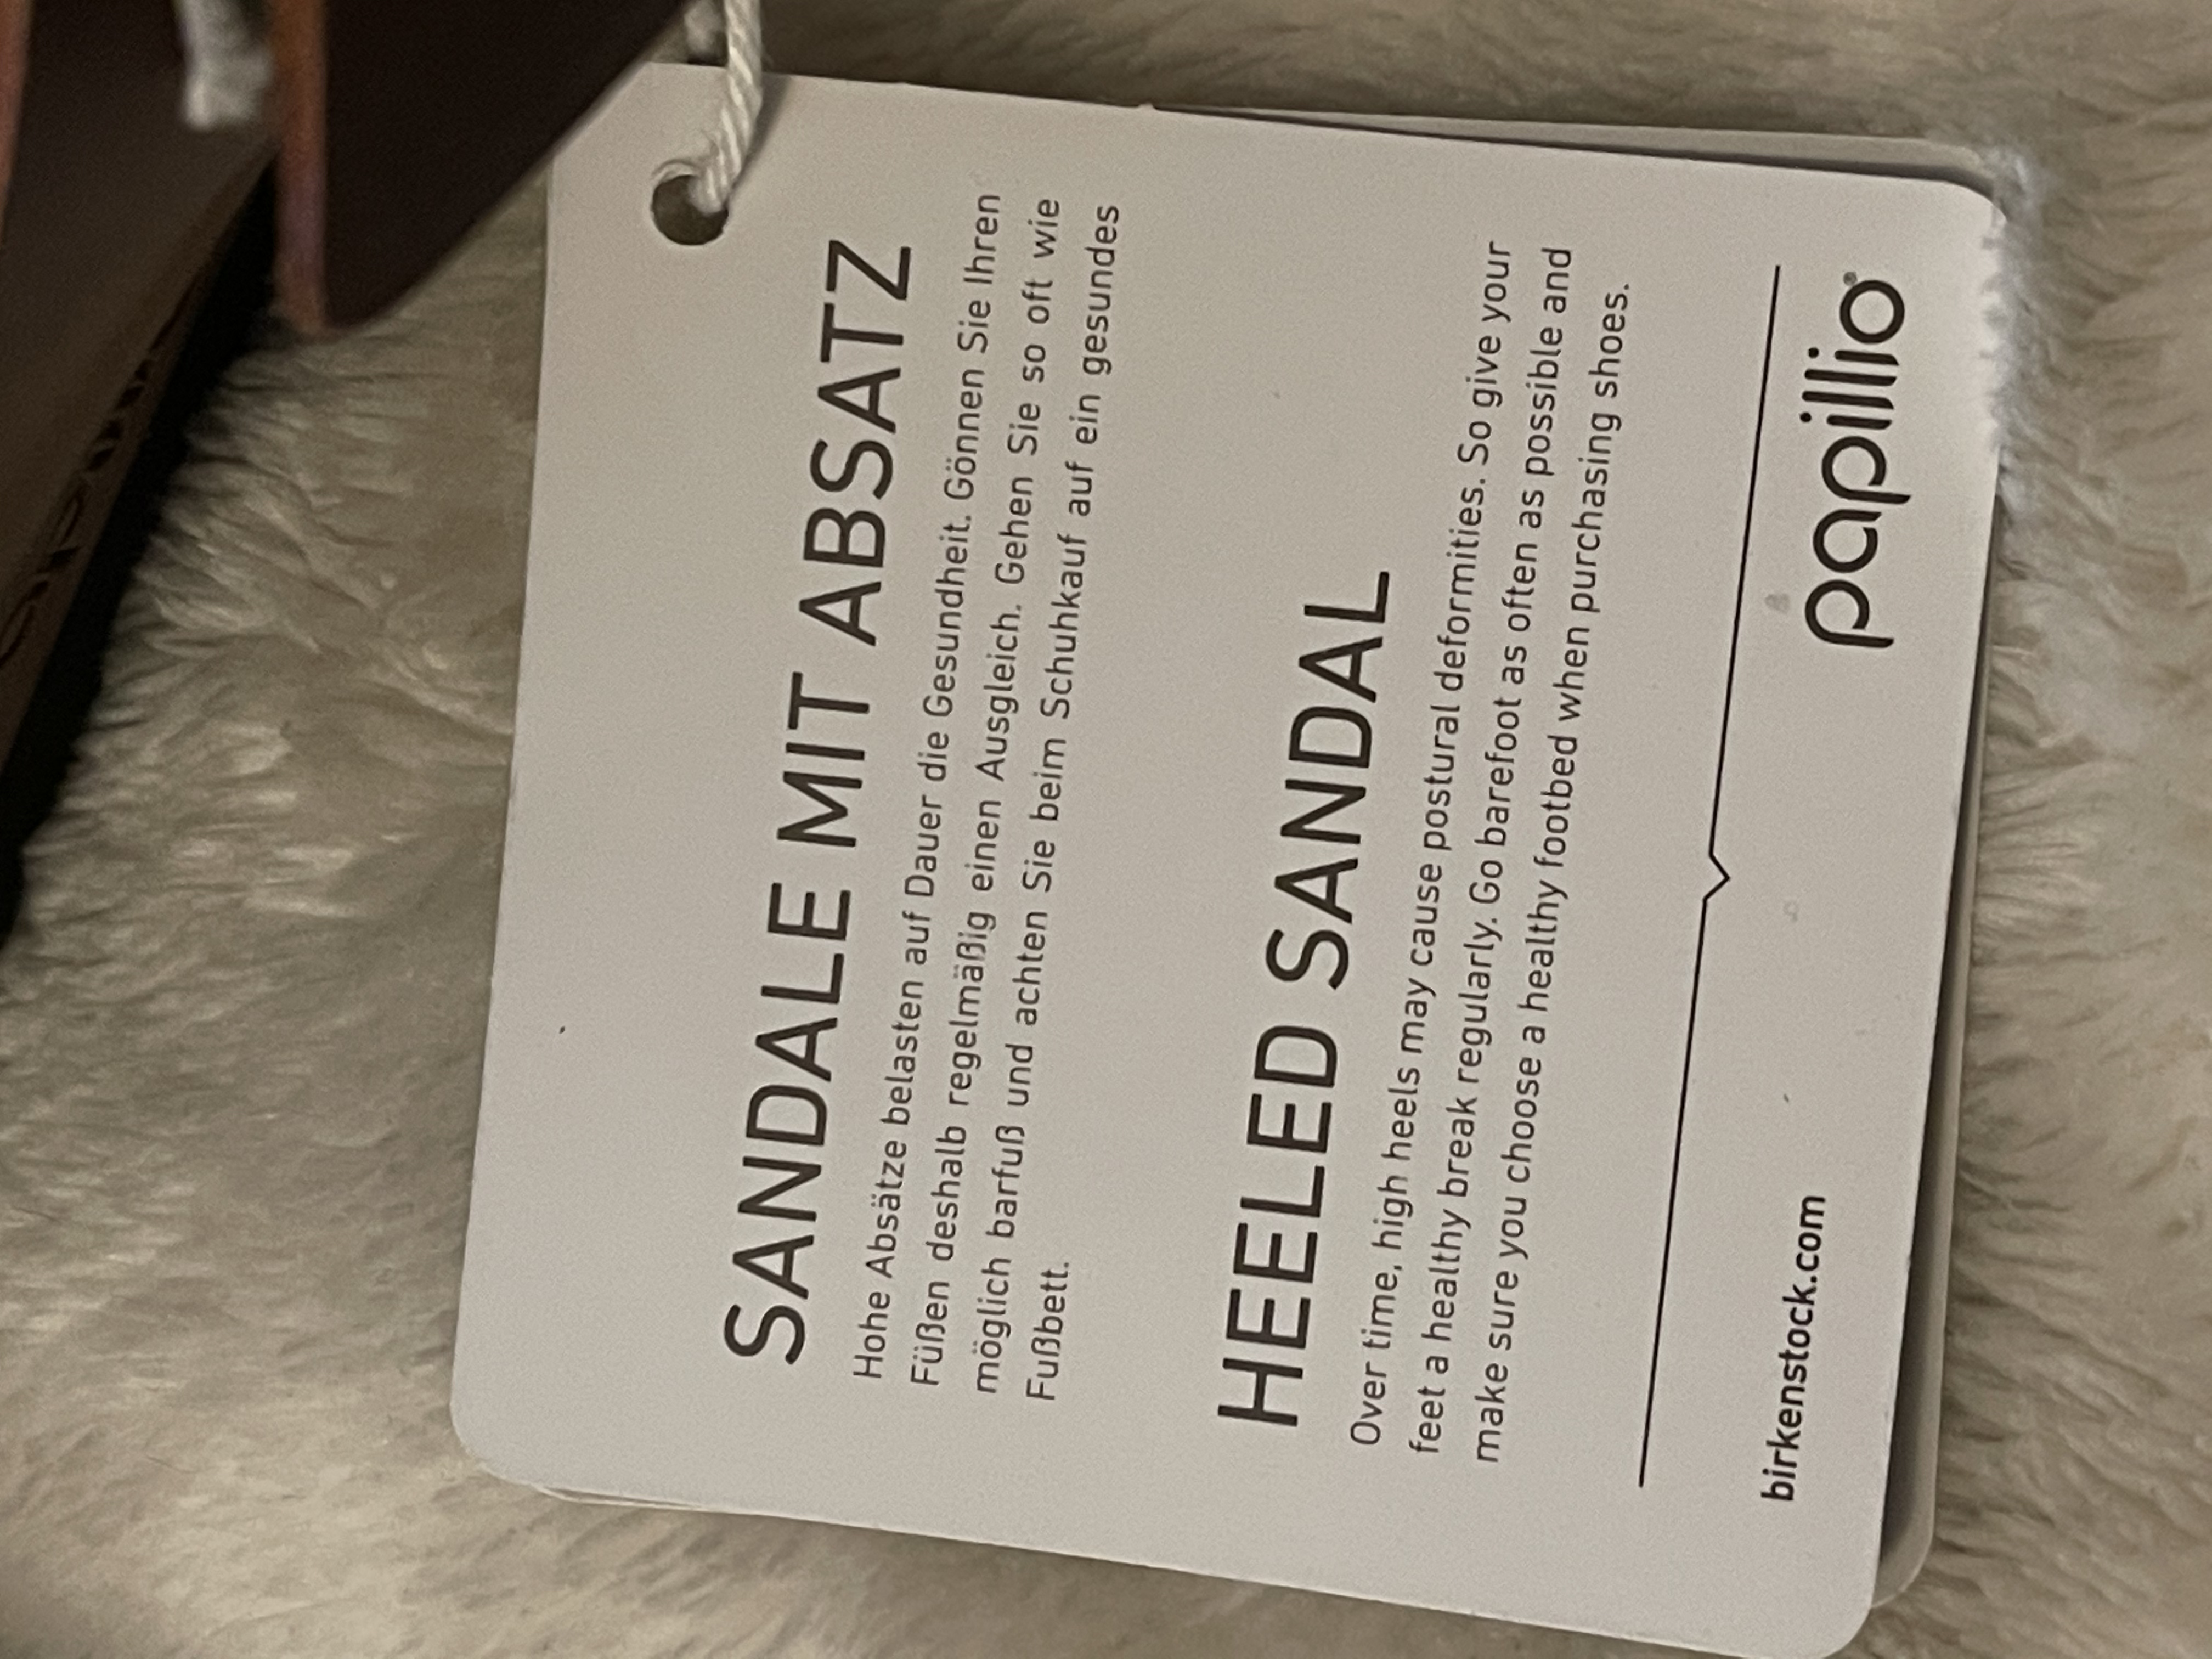 SANDALE MIT ABSATZ
Hohe Absätze belasten auf Dauer die Gesundheit. Gönnen Sie Ihren
Füßen deshalb regelmäßig einen Ausgleich. Gehen Sie so oft wie
möglich barfuß und achten Sie beim Schuhkauf auf ein gesundes
Fußbett.
HEELED SANDAL
Over time, high heels may cause postural deformities. So give your
feet a healthy break regularly. Go barefoot as often as possible and
make sure you choose a healthy footbed when purchasing shoes.
birkenstock.com
papillio®